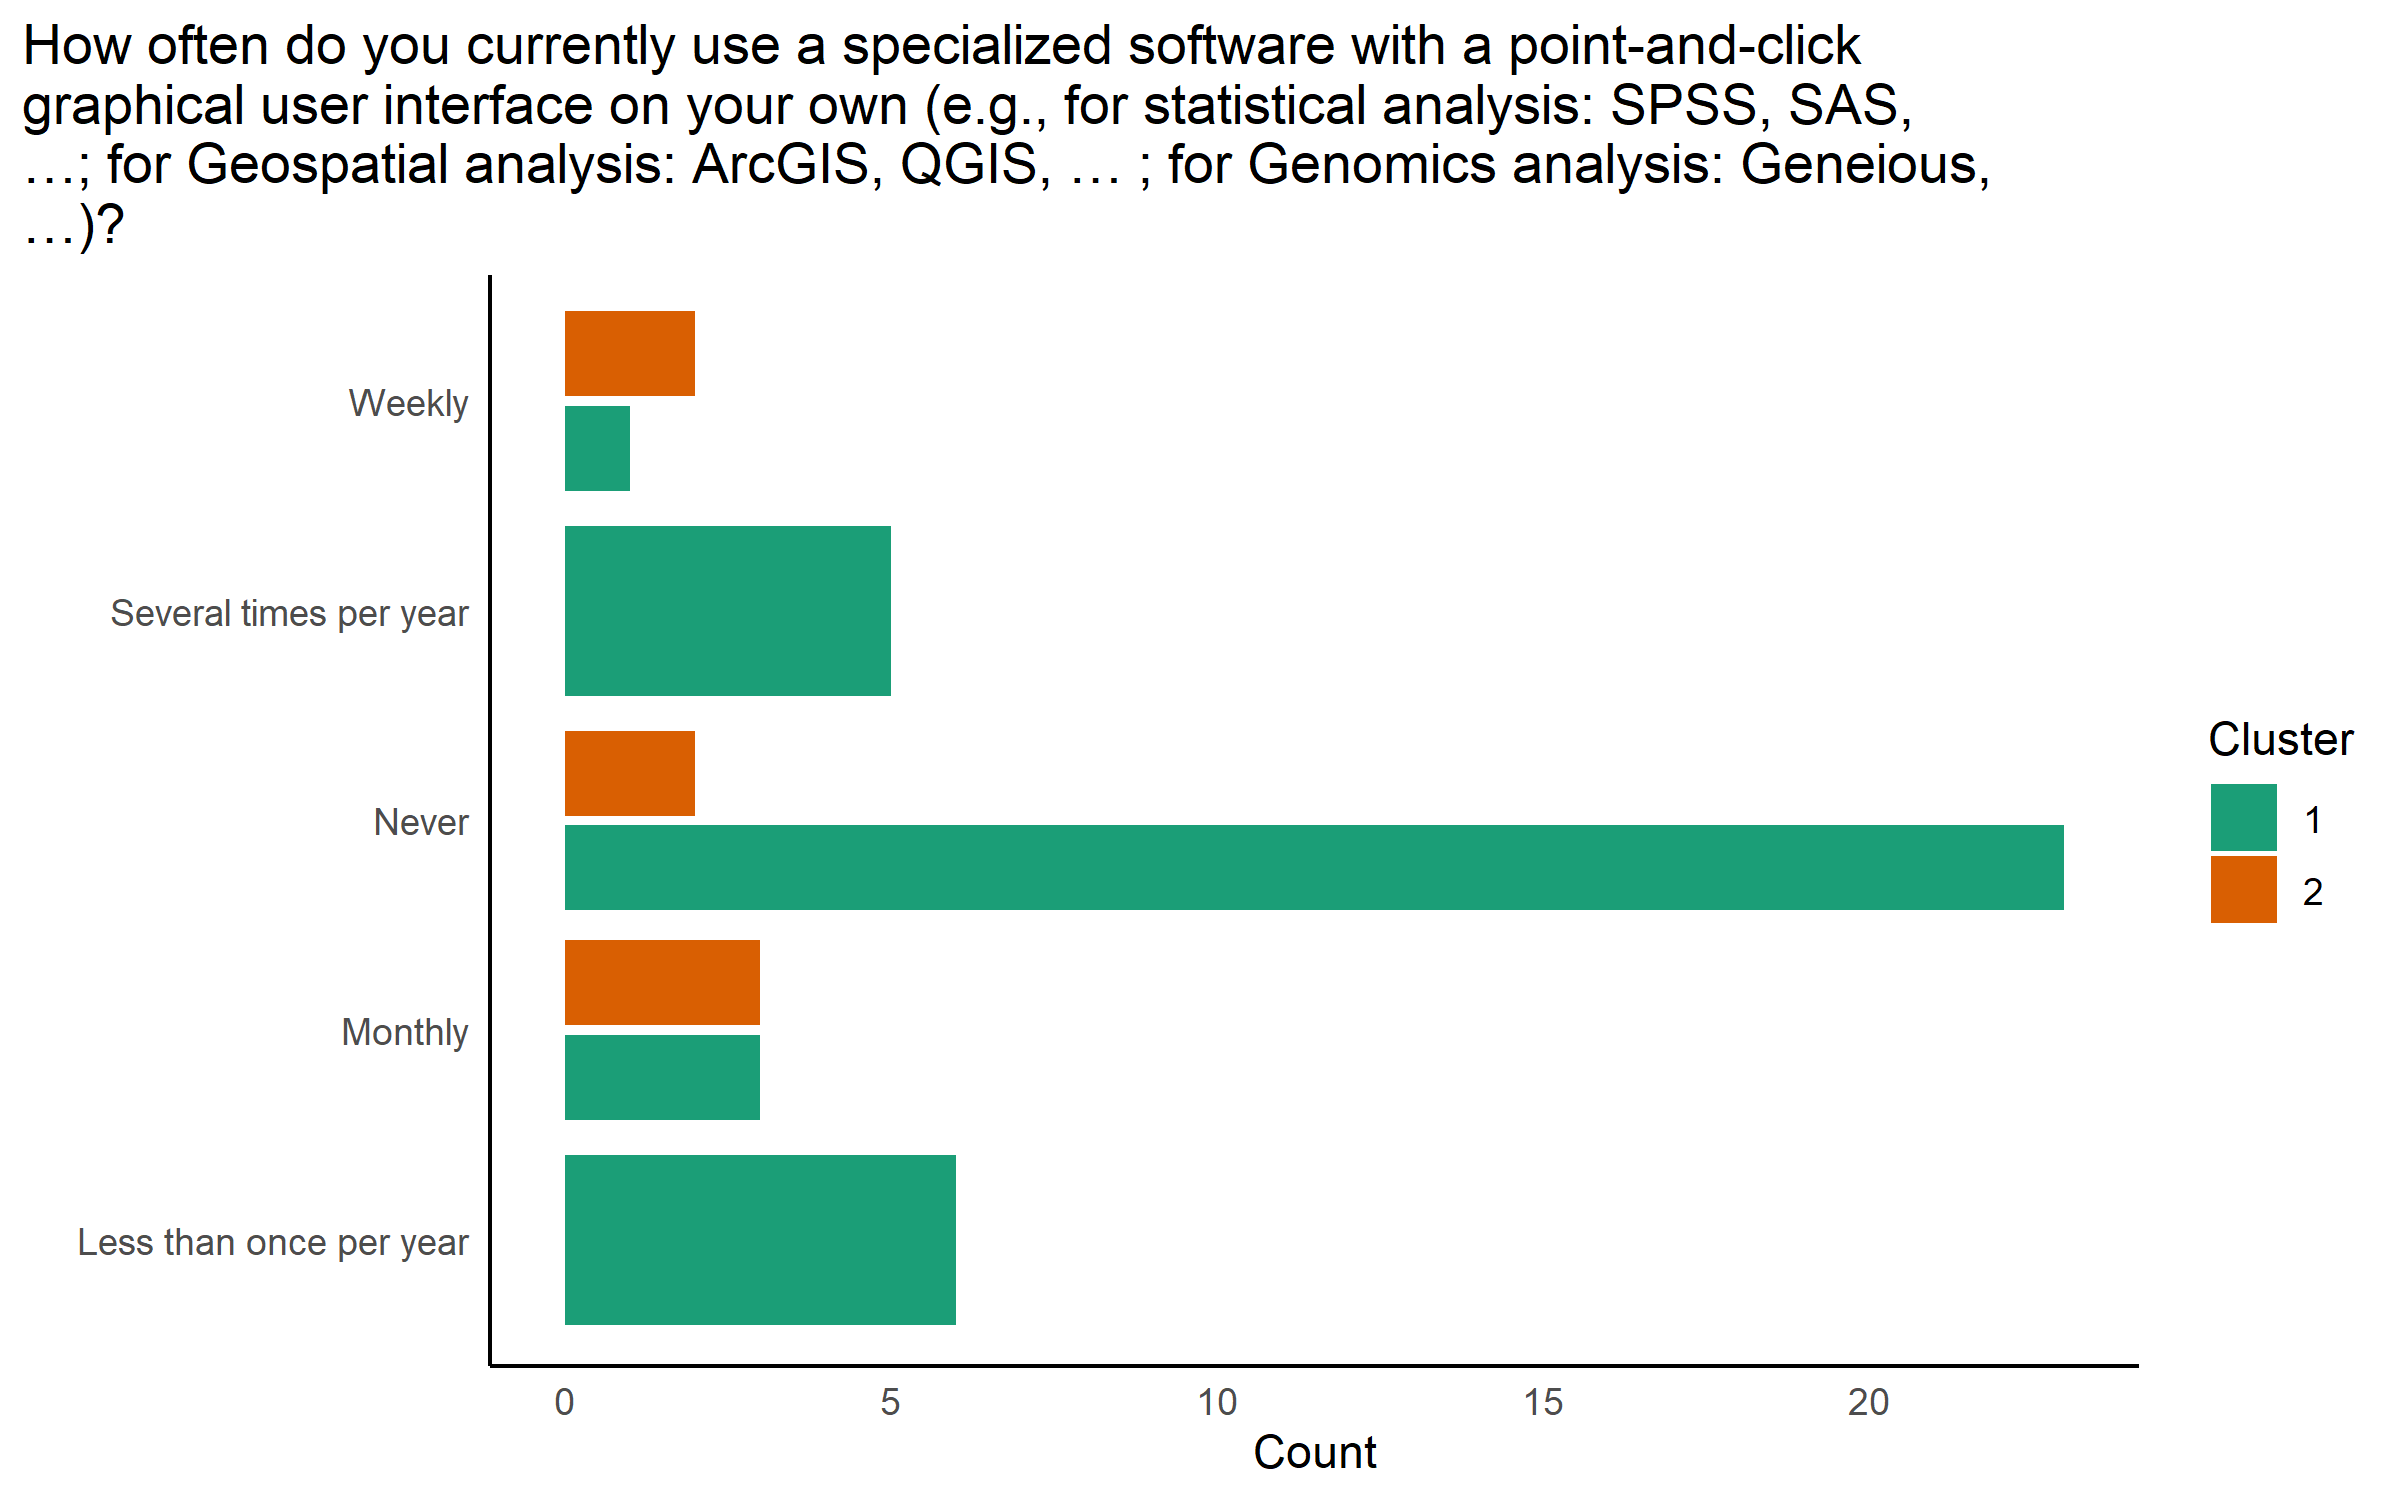 How often do you currently use a specialized software with a point-and-click
graphical user interface on your own (e.g., for statistical analysis: SPSS, SAS,
…; for Geospatial analysis: ArcGIS, QGIS, … ; for Genomics analysis: Geneious,
…)?
Weekly
Several times per year
Never
Monthly
Less than once per year
Cluster
1
2
0 5 10 15 20
Count